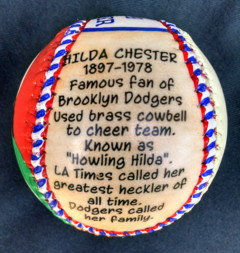 HILDA CHESTER
1897-1978
Famous fan of
Brooklyn Dodgers
Used brass cowbell
to cheer team.
Known as
"Howling Hilda".
LA Times called her
greatest heckler of
all time.
Dodgers called
her family.